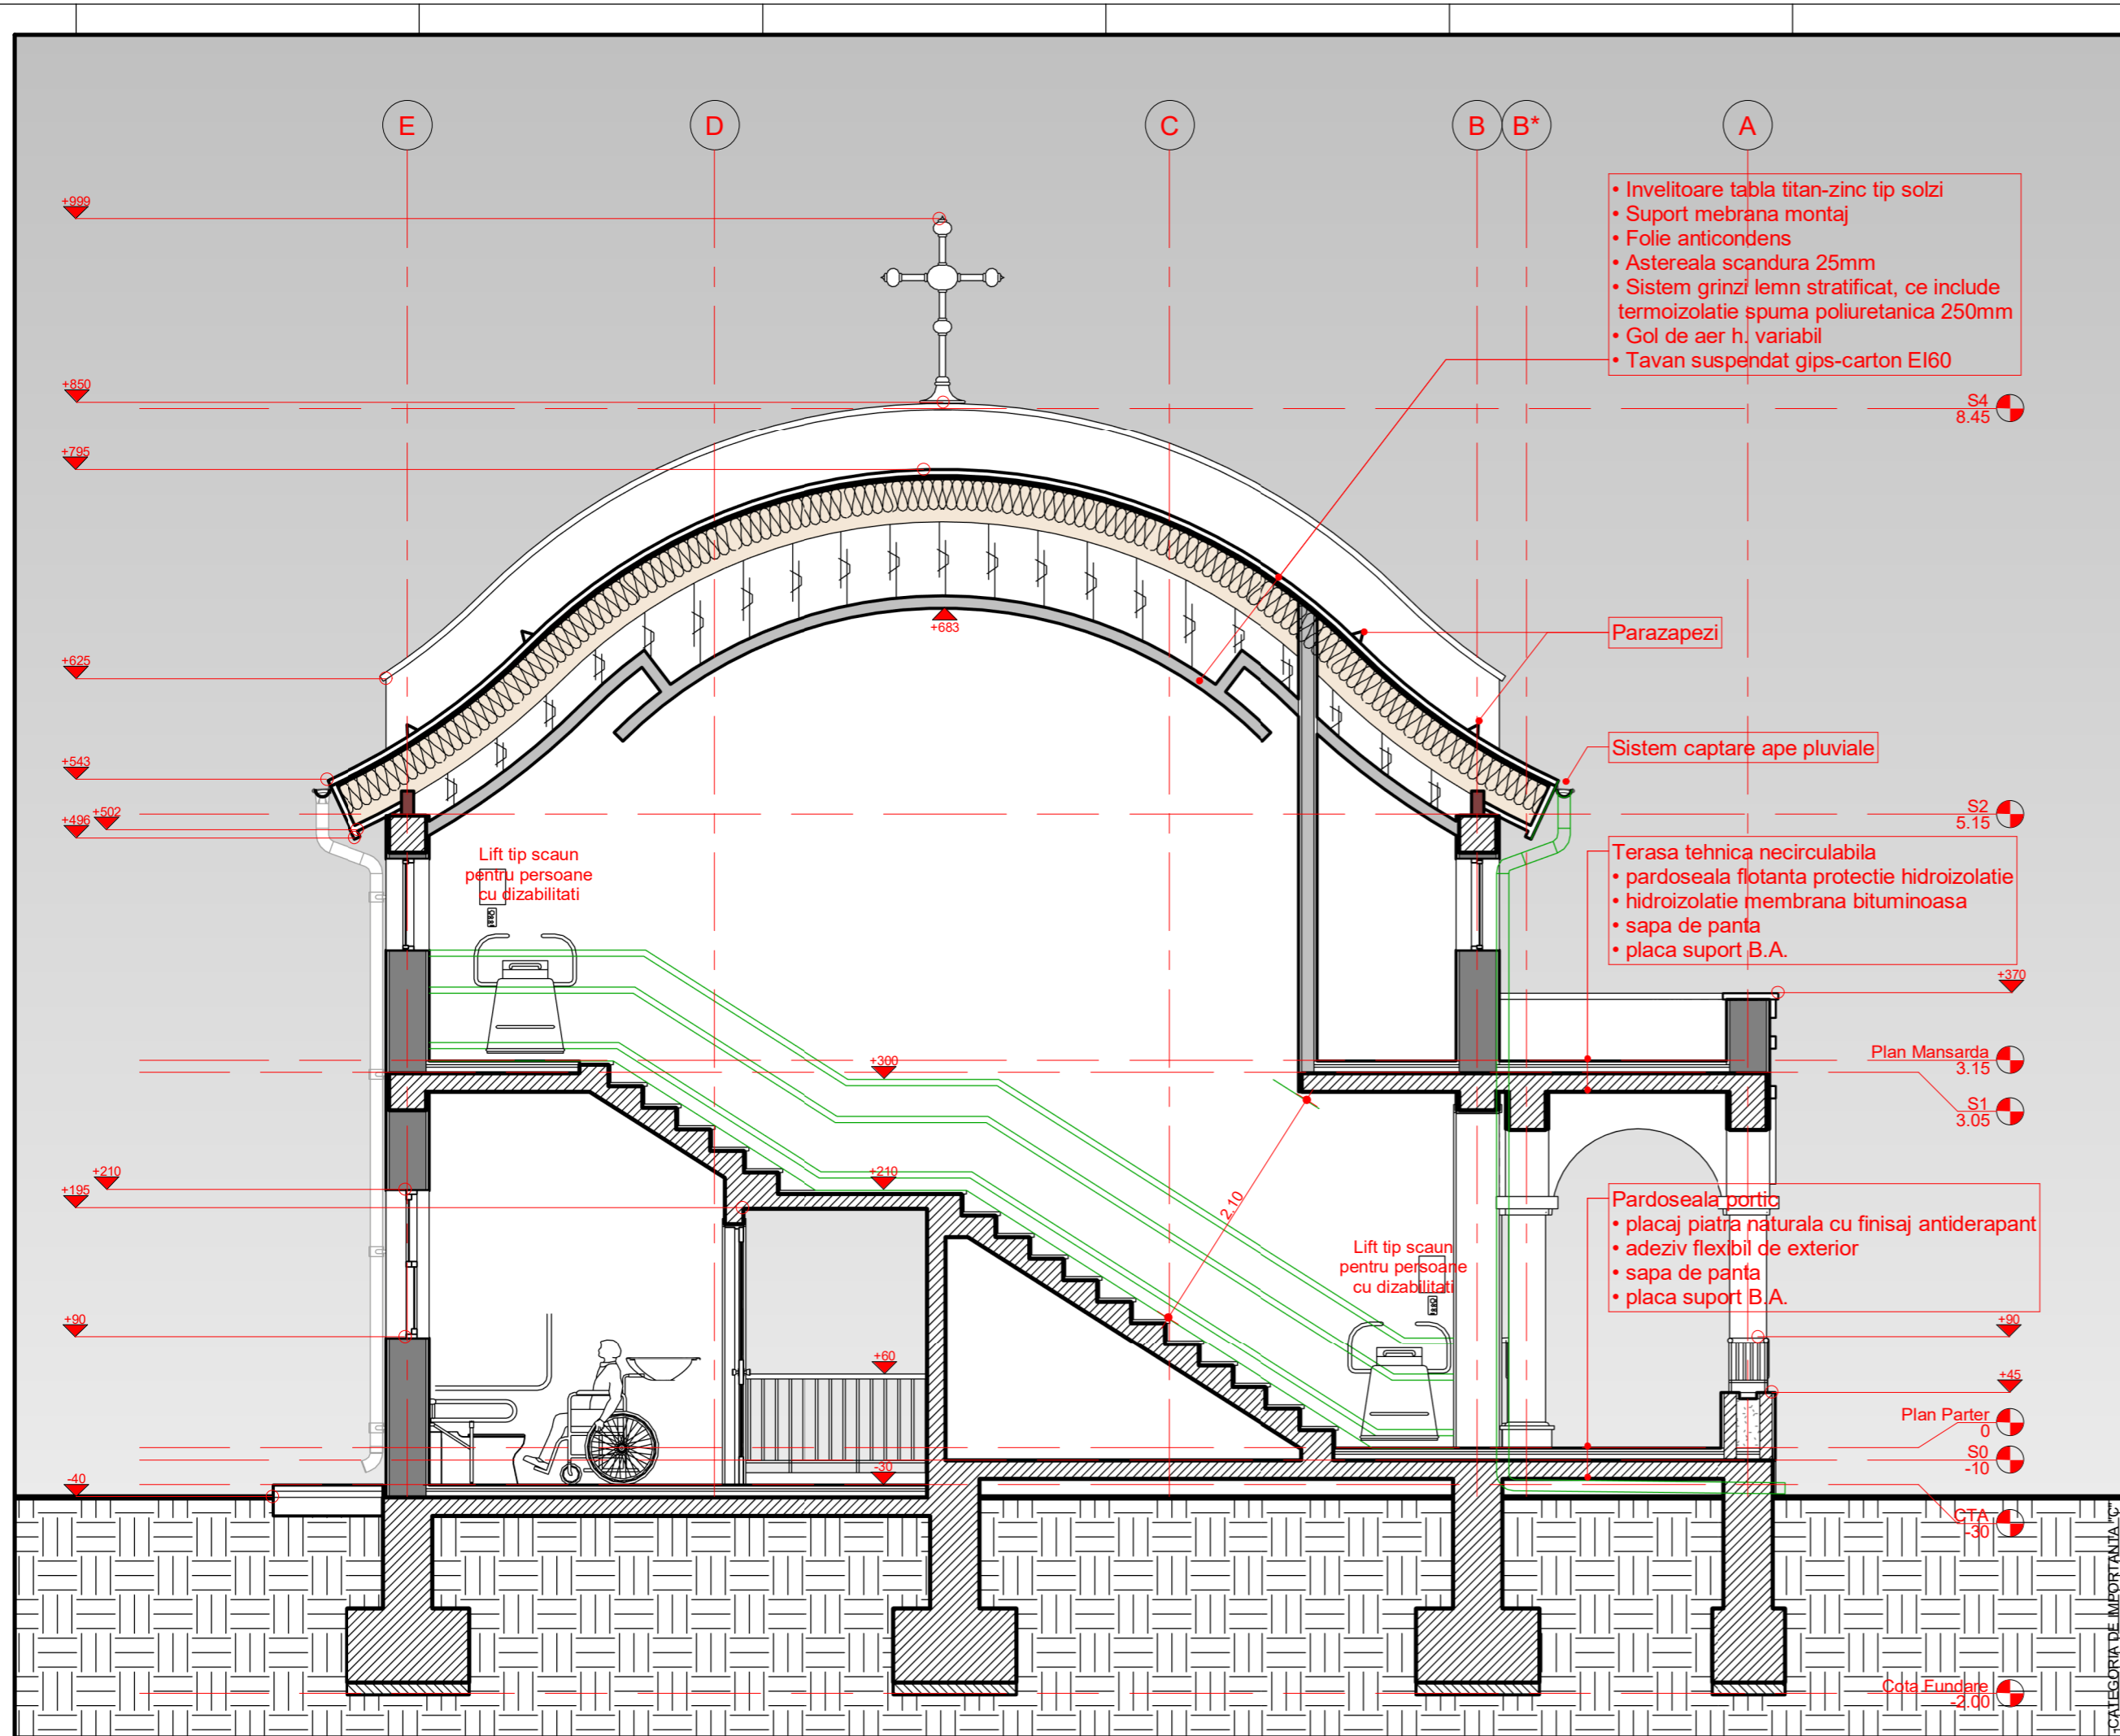 E
D
C
B
B*
A
• Invelitoare tabla titan-zinc tip solzi
• Suport mebrana montaj
• Folie anticondens
• Astereala scandura 25mm
• Sistem grinzi lemn stratificat, ce include
termoizolatie spuma poliuretanica 250mm
• Gol de aer h. variabil
• Tavan suspendat gips-carton EI60
+999
+850
S4
8.45
+795
+683
+625
Parazapezi
Sistem captare ape pluviale
+543
+502
+496
S2
5.15
Terasa tehnica necirculabila
• pardoseala flotanta protectie hidroizolatie
• hidroizolatie membrana bituminoasa
• sapa de panta
• placa suport B.A.
Lift tip scaun
pentru persoane
cu dizabilitati
+370
+300
Plan Mansarda
3.15
S1
3.05
+210
+195
+210
2.10
Pardoseala portic
• placaj piatra naturala cu finisaj antiderapant
• adeziv flexibil de exterior
• sapa de panta
• placa suport B.A.
Lift tip scaun
pentru persoane
cu dizabilitati
+90
+90
+60
+45
Plan Parter
0
S0
-10
-40
-30
CTA
-30
Cota Fundare
-2.00
CATEGORIA DE IMPORTANTA "C"